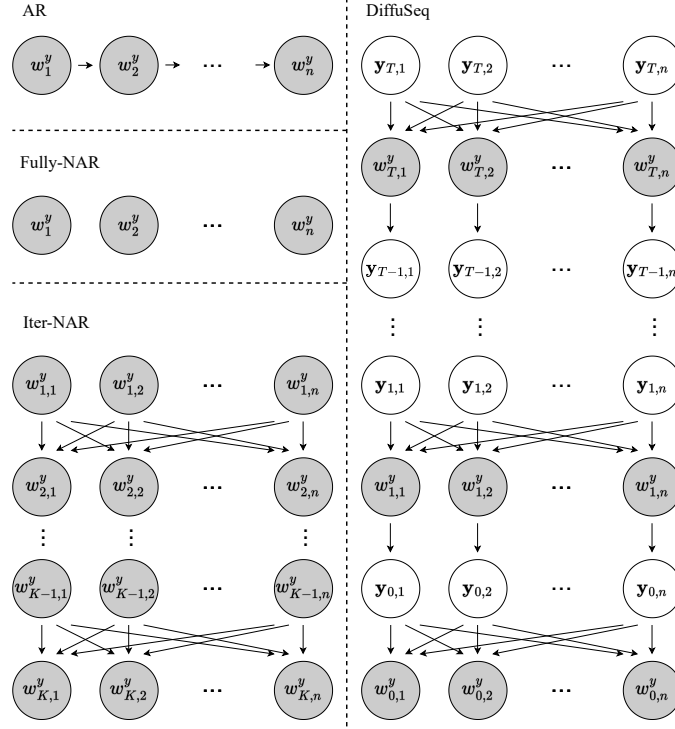 AR
w_1^y → w_2^y → ... → w_n^y
Fully-NAR
w_1^y w_2^y ... w_n^y
Iter-NAR
w_{1,1}^y w_{1,2}^y ... w_{1,n}^y
w_{2,1}^y w_{2,2}^y ... w_{2,n}^y
⋮ ⋮ ⋮
w_{K-1,1}^y w_{K-1,2}^y ... w_{K-1,n}^y
w_{K,1}^y w_{K,2}^y ... w_{K,n}^y
DiffuSeq
y_{T,1} y_{T,2} ... y_{T,n}
w_{T,1}^y w_{T,2}^y ... w_{T,n}^y
y_{T-1,1} y_{T-1,2} ... y_{T-1,n}
⋮ ⋮ ⋮
y_{1,1} y_{1,2} ... y_{1,n}
w_{1,1}^y w_{1,2}^y ... w_{1,n}^y
y_{0,1} y_{0,2} ... y_{0,n}
w_{0,1}^y w_{0,2}^y ... w_{0,n}^y